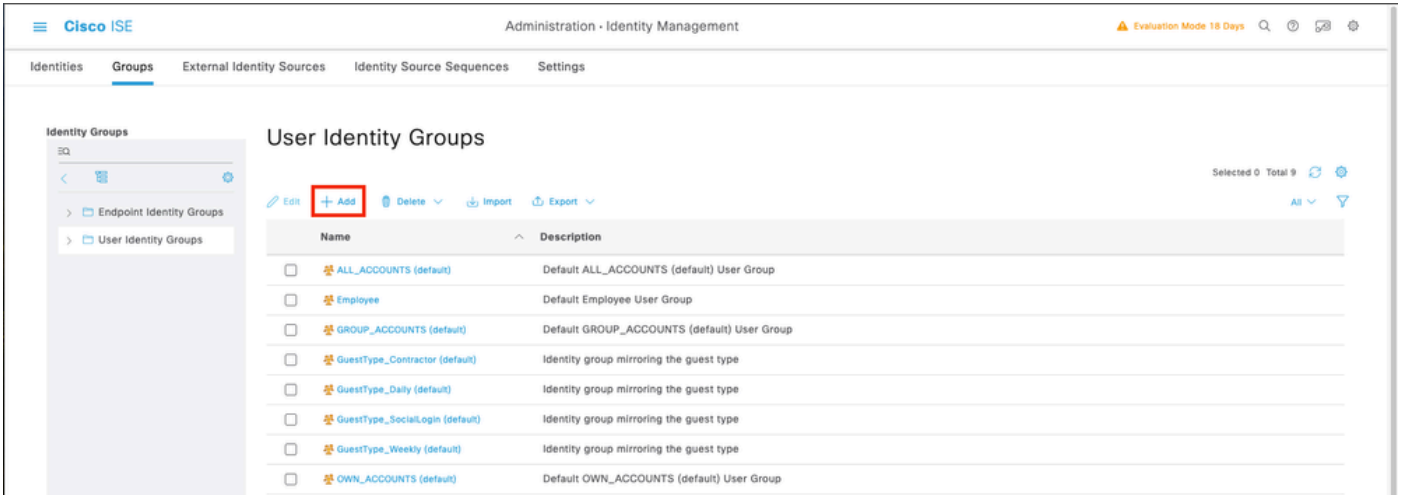 Cisco ISE
Administration · Identity Management
Evaluation Mode 18 Days
Identities Groups External Identity Sources Identity Source Sequences Settings
Identity Groups
User Identity Groups
Selected 0 Total 9
Edit Add Delete Import Export All
Endpoint Identity Groups
User Identity Groups
Name Description
ALL_ACCOUNTS (default) Default ALL_ACCOUNTS (default) User Group
Employee Default Employee User Group
GROUP_ACCOUNTS (default) Default GROUP_ACCOUNTS (default) User Group
GuestType_Contractor (default) Identity group mirroring the guest type
GuestType_Daily (default) Identity group mirroring the guest type
GuestType_SocialLogin (default) Identity group mirroring the guest type
GuestType_Weekly (default) Identity group mirroring the guest type
OWN_ACCOUNTS (default) Default OWN_ACCOUNTS (default) User Group